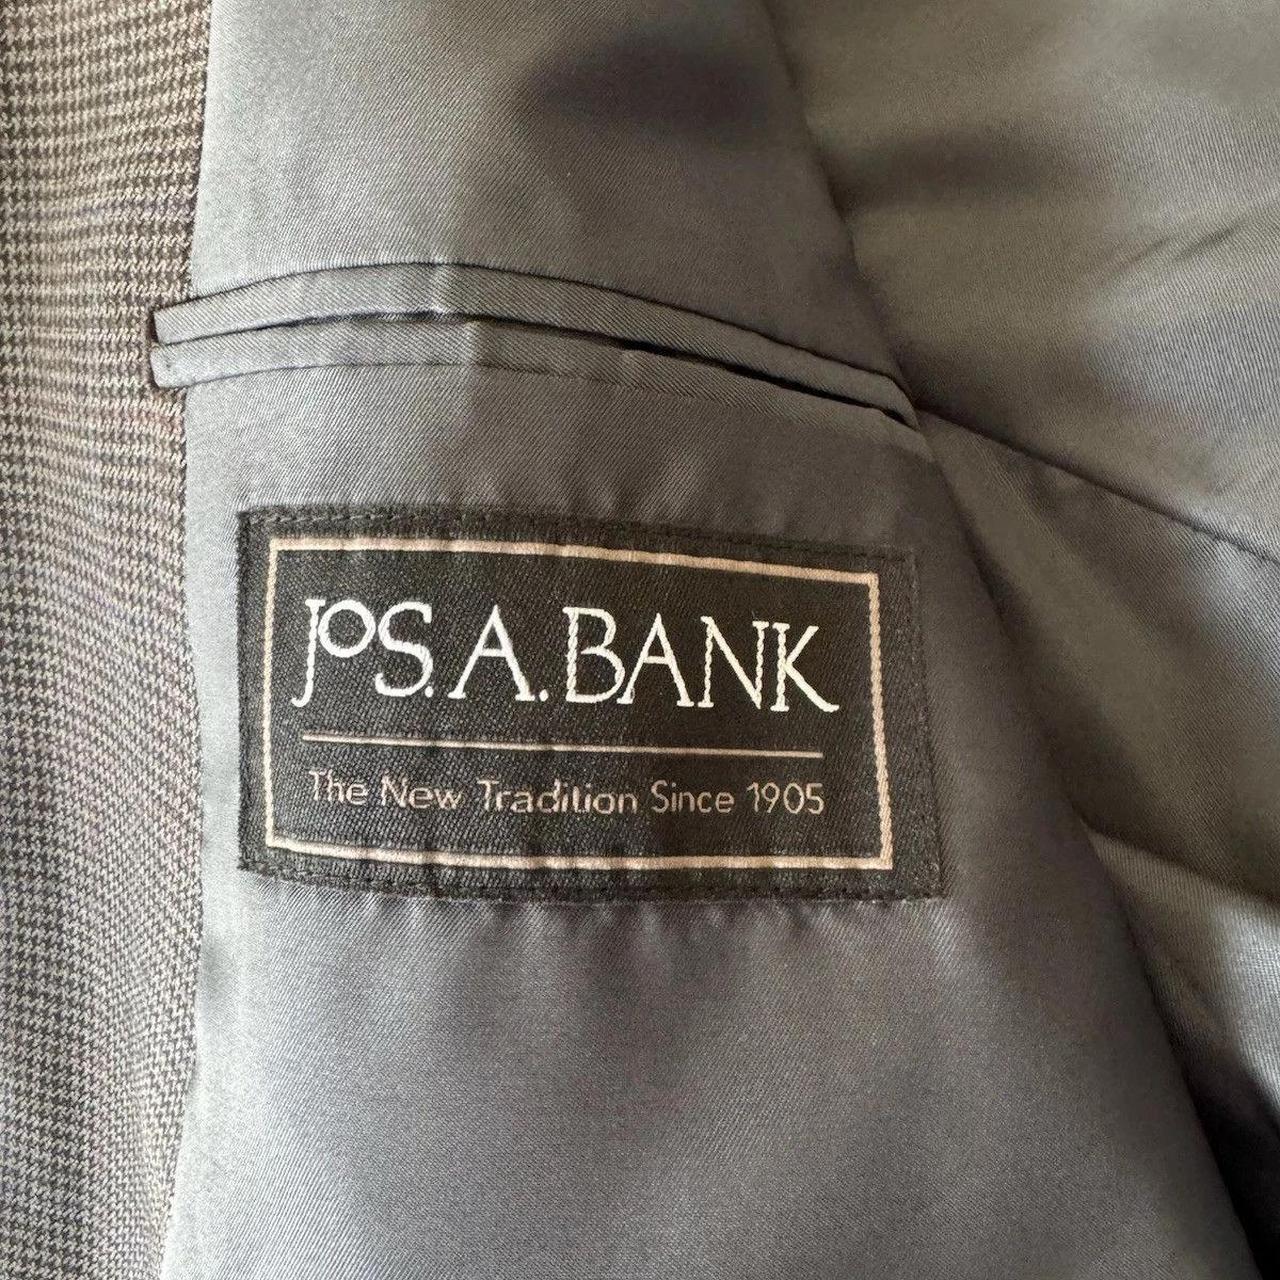 JOS. A. BANK
The New Tradition Since 1905